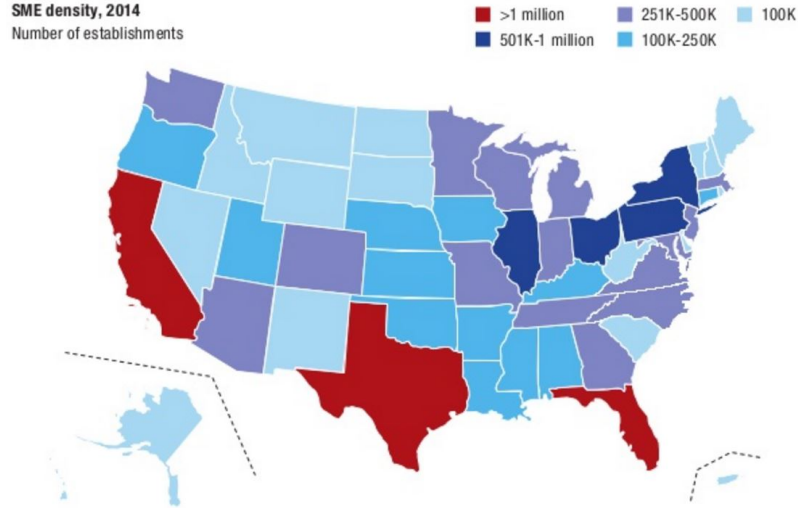 SME density, 2014
Number of establishments
>1 million
251K-500K
100K
501K-1 million
100K-250K